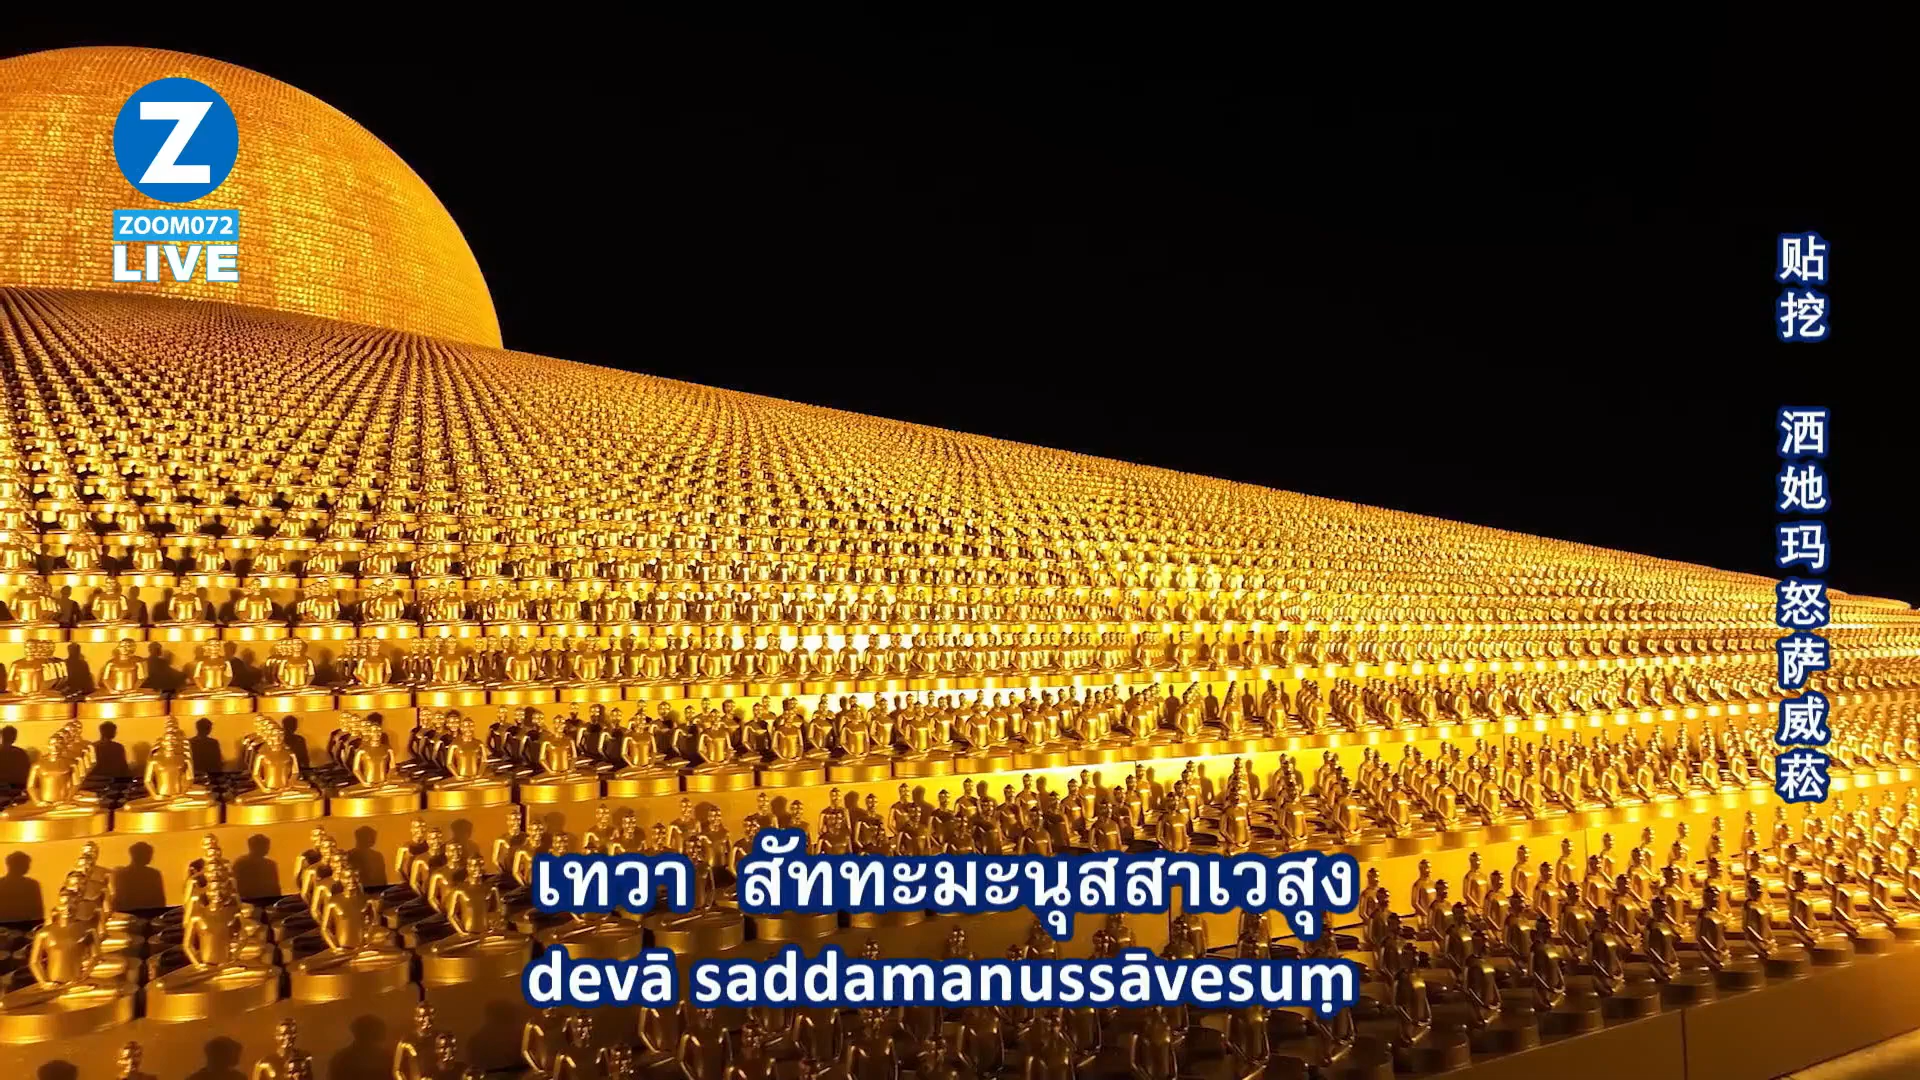 Z
ZOOM072
LIVE
贴挖 洒她玛怒萨威菘
เทวา สัททะมะนุสสาเวสุง
devā saddamanussāvesuṃ